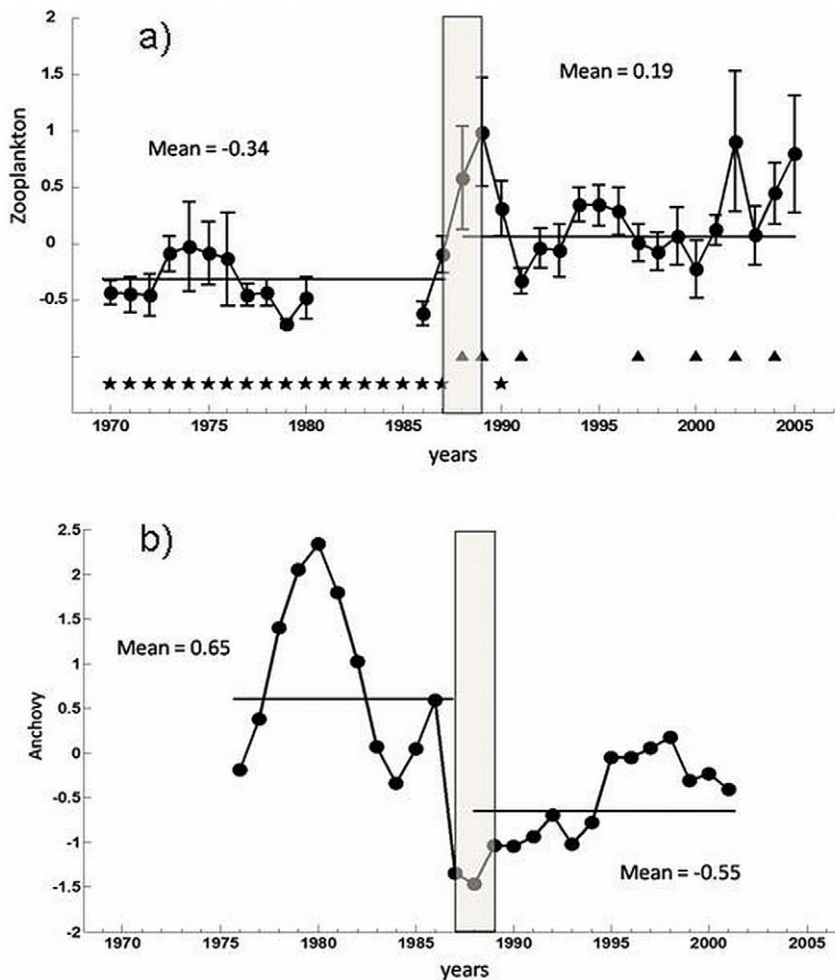 a)
2
1.5
1
0.5
0
-0.5
Zooplankton
Mean = -0.34
Mean = 0.19
1970 1975 1980 1985 1990 1995 2000 2005
years
b)
2.5
2
1.5
1
0.5
0
-0.5
-1
-1.5
-2
Anchovy
Mean = 0.65
Mean = -0.55
1970 1975 1980 1985 1990 1995 2000 2005
years